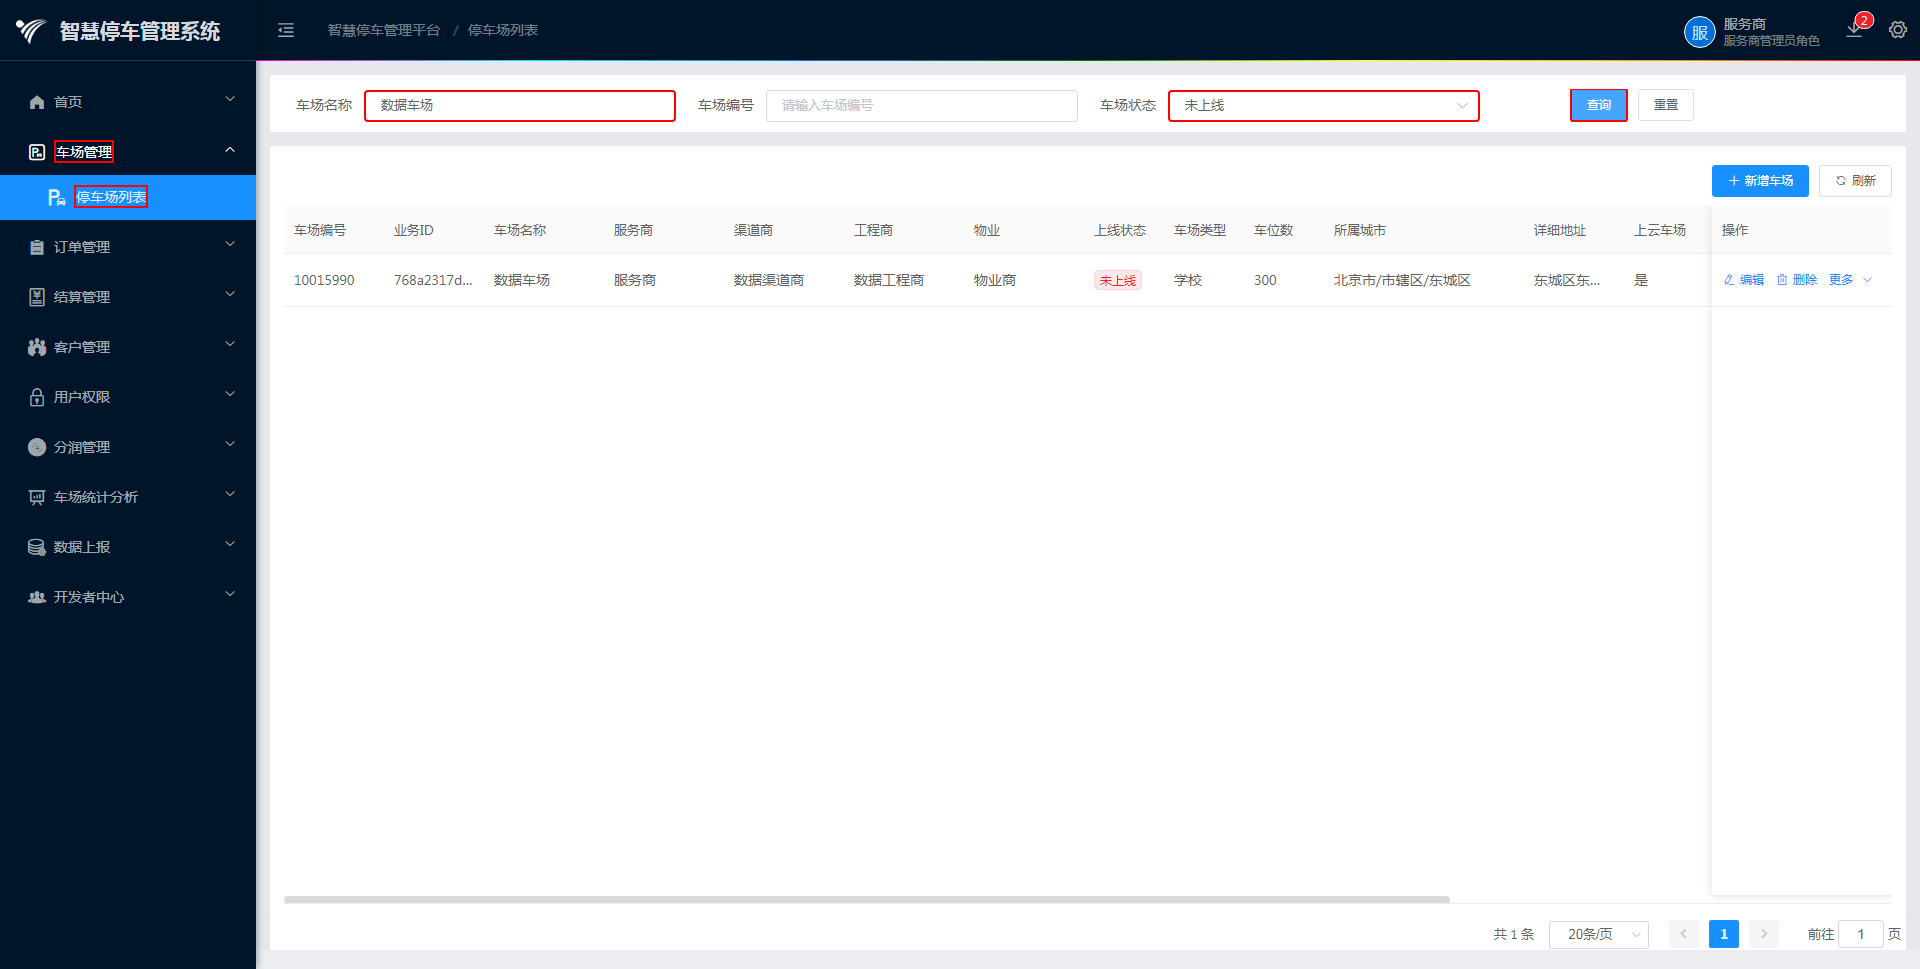 智慧停车管理系统
智慧停车管理平台 / 停车场列表
服
服务商
服务商管理员角色
2
首页
车场管理
停车场列表
订单管理
结算管理
客户管理
用户权限
分润管理
车场统计分析
数据上报
开发者中心
车场名称 数据车场 车场编号 请输入车场编号 车场状态 未上线 查询 重置
新增车场 刷新
车场编号 业务ID 车场名称 服务商 渠道商 工程商 物业 上线状态 车场类型 车位数 所属城市 详细地址 上云车场 操作
10015990 768a2317d... 数据车场 服务商 数据渠道商 数据工程商 物业商 未上线 学校 300 北京市/市辖区/东城区 东城区东... 是 编辑 删除 更多
共 1 条 20条/页 1 前往 1 页